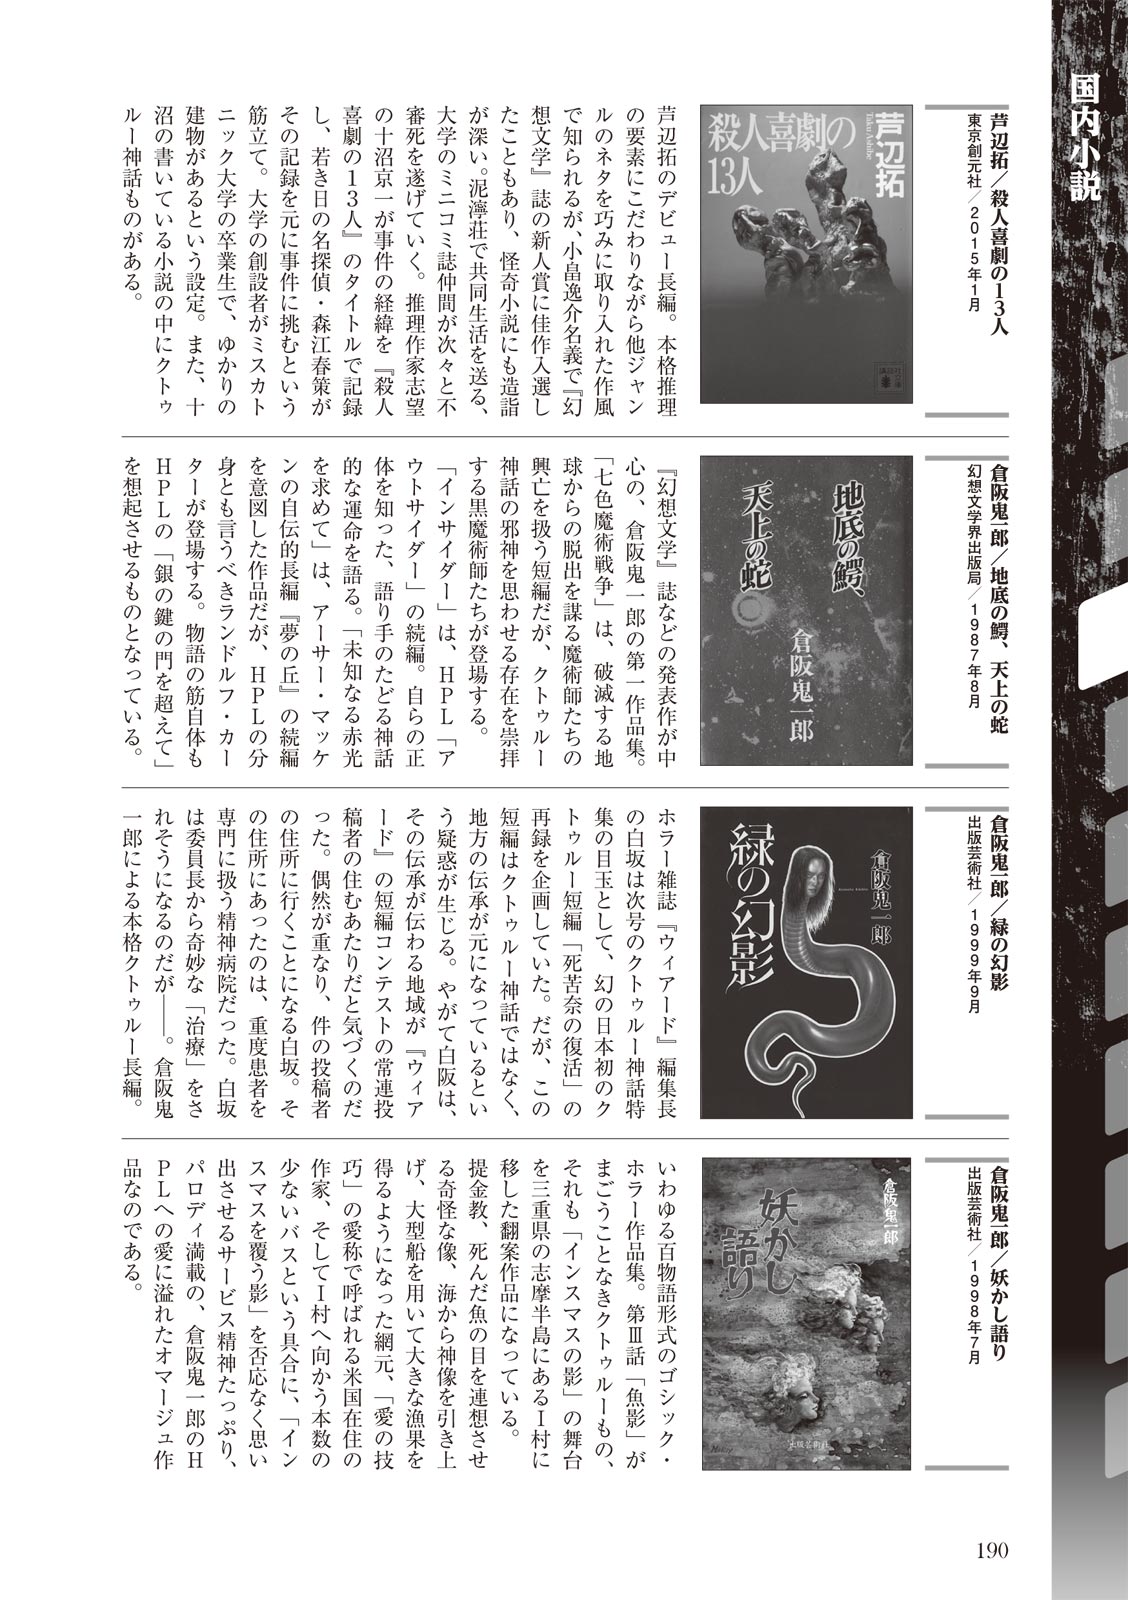 国内小説
芦辺拓／殺人喜劇の13人
東京創元社／2015年1月
芦辺拓
Taku Ashibe
殺人喜劇の
13人
講談社文庫
芦辺拓のデビュー長編。本格推理
の要素にこだわりながら他ジャン
ルのネタを巧みに取り入れた作風
で知られるが、小畠逸介名義で『幻
想文学』誌の新人賞に佳作入選し
たこともあり、怪奇小説にも造詣
が深い。泥濘荘で共同生活を送る、
大学のミニコミ誌仲間が次々と不
審死を遂げていく。推理作家志望
の十沼京一が事件の経緯を『殺人
喜劇の13人』のタイトルで記録
し、若き日の名探偵・森江春策が
その記録を元に事件に挑むという
筋立て。大学の創設者がミスカト
ニック大学の卒業生で、ゆかりの
建物があるという設定。また、十
沼の書いている小説の中にクトゥ
ルー神話ものがある。
倉阪鬼一郎／地底の鰐、天上の蛇
幻想文学界出版局／1987年8月
地底の鰐、
天上の蛇
倉阪鬼一郎
『幻想文学』誌などの発表作が中
心の、倉阪鬼一郎の第一作品集。
「七色魔術戦争」は、破滅する地
球からの脱出を謀る魔術師たちの
興亡を扱う短編だが、クトゥルー
神話の邪神を思わせる存在を崇拝
する黒魔術師たちが登場する。
「インサイダー」は、HPL「ア
ウトサイダー」の続編。自らの正
体を知った、語り手のたどる神話
的な運命を語る。「未知なる赤光
を求めて」は、アーサー・マッケ
ンの自伝的長編『夢の丘』の続編
を意図した作品だが、HPLの分
身とも言うべきランドルフ・カー
ターが登場する。物語の筋自体も
HPLの「銀の鍵の門を超えて」
を想起させるものとなっている。
倉阪鬼一郎／緑の幻影
出版芸術社／1999年9月
倉阪鬼一郎
緑の幻影
ホラー雑誌『ウィアード』編集長
の白坂は次号のクトゥルー神話特
集の目玉として、幻の日本初のク
トゥルー短編「死苦奈の復活」の
再録を企画していた。だが、この
短編はクトゥルー神話ではなく、
地方の伝承が元になっているとい
う疑惑が生じる。やがて白阪は、
その伝承が伝わる地域が『ウィア
ード』の短編コンテストの常連投
稿者の住むあたりだと気づくのだ
った。偶然が重なり、件の投稿者
の住所に行くことになる白坂。そ
の住所にあったのは、重度患者を
専門に扱う精神病院だった。白坂
は委員長から奇妙な「治療」をさ
れそうになるのだが――。倉阪鬼
一郎による本格クトゥルー長編。
倉阪鬼一郎／妖かし語り
出版芸術社／1998年7月
倉阪鬼一郎
妖かし
語り
出版芸術社
いわゆる百物語形式のゴシック・
ホラー作品集。第Ⅲ話「魚影」が
まごうことなきクトゥルーもの、
それも「インスマスの影」の舞台
を三重県の志摩半島にあるI村に
移した翻案作品になっている。
提金教、死んだ魚の目を連想させ
る奇怪な像、海から神像を引き上
げ、大型船を用いて大きな漁果を
得るようになった網元、「愛の技
巧」の愛称で呼ばれる米国在住の
作家、そしてI村へ向かう本数の
少ないバスという具合に、「イン
スマスを覆う影」を否応なく思い
出させるサービス精神たっぷり、
パロディ満載の、倉阪鬼一郎のH
PLへの愛に溢れたオマージュ作
品なのである。
190